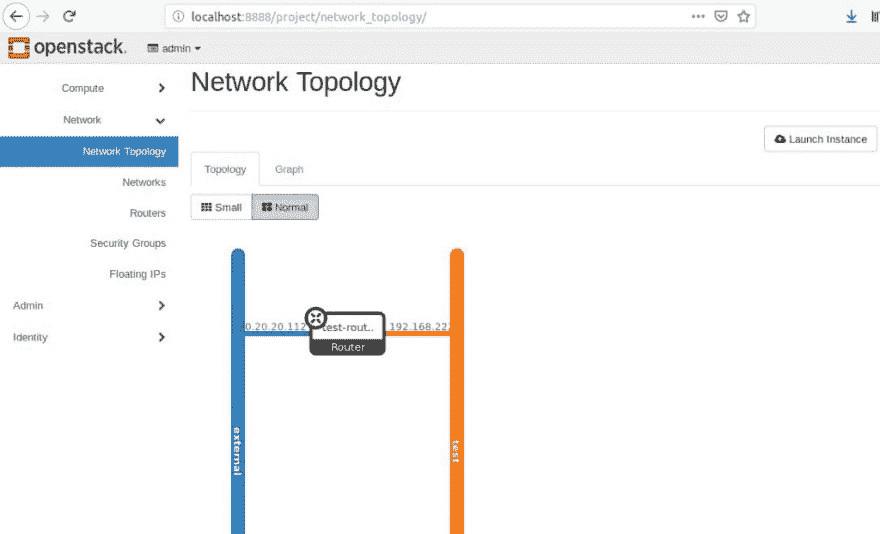 localhost:8888/project/network_topology/
openstack. admin
Compute
Network
Network Topology
Networks
Routers
Security Groups
Floating IPs
Admin
Identity
Network Topology
Launch Instance
Topology Graph
Small Normal
0.20.20.112 test-rout.. 192.168.22
Router
external
test